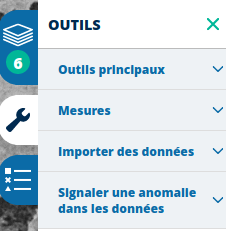 OUTILS
6
Outils principaux
Mesures
Importer des données
Signaler une anomalie
dans les données